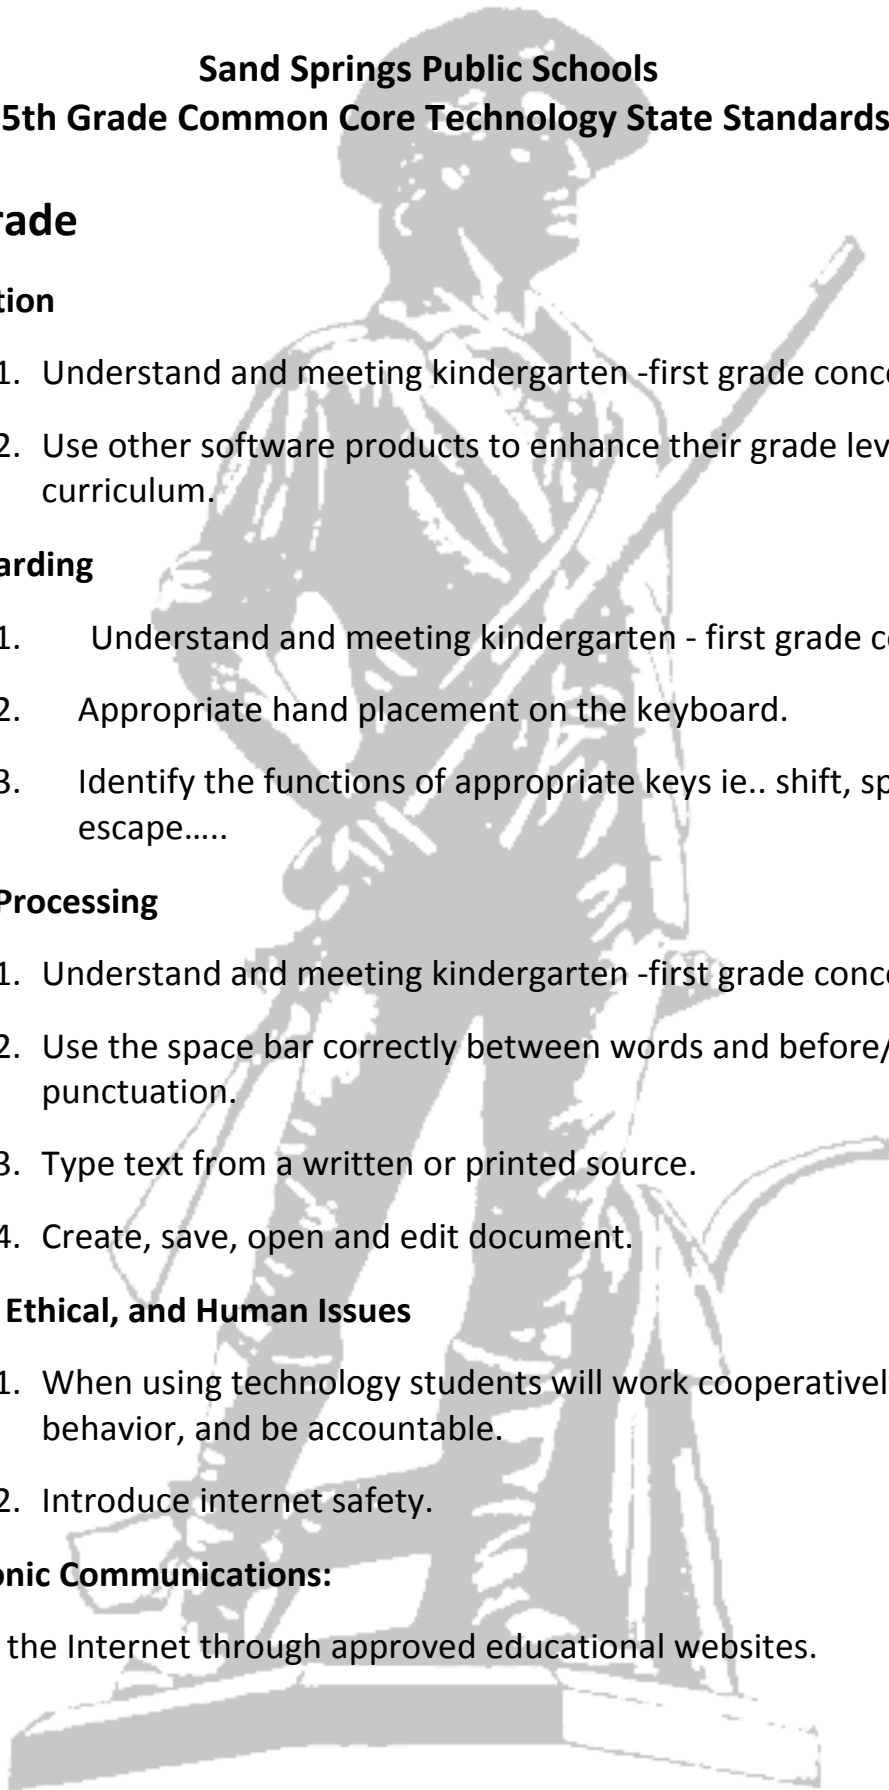 Sand Springs Public Schools
5th Grade Common Core Technology State Standards
rade
tion
1. Understand and meeting kindergarten -first grade conce
2. Use other software products to enhance their grade lev
curriculum.
arding
1. Understand and meeting kindergarten - first grade co
2. Appropriate hand placement on the keyboard.
3. Identify the functions of appropriate keys ie.. shift, sp
escape…..
Processing
1. Understand and meeting kindergarten -first grade conce
2. Use the space bar correctly between words and before/
punctuation.
3. Type text from a written or printed source.
4. Create, save, open and edit document.
Ethical, and Human Issues
1. When using technology students will work cooperativel
behavior, and be accountable.
2. Introduce internet safety.
onic Communications:
the Internet through approved educational websites.